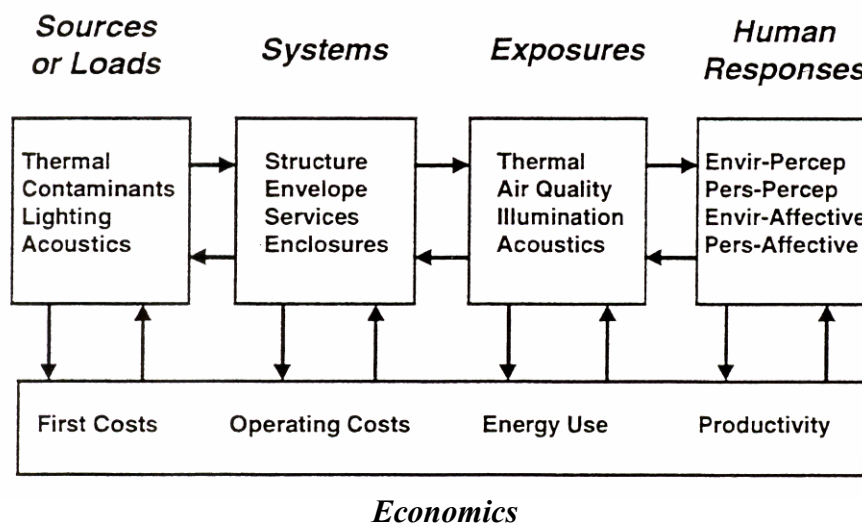 Sources
or Loads
Systems
Exposures
Human
Responses
Thermal
Contaminants
Lighting
Acoustics
Structure
Envelope
Services
Enclosures
Thermal
Air Quality
Illumination
Acoustics
Envir-Percep
Pers-Percep
Envir-Affective
Pers-Affective
First Costs
Operating Costs
Energy Use
Productivity
Economics